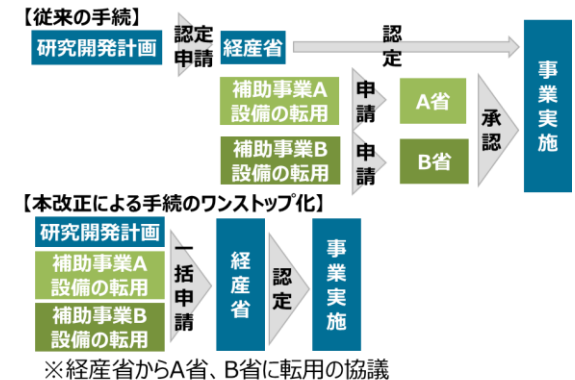 【従来の手続】
研究開発計画
認定
申請
経産省
認
定
補助事業A
設備の転用
申
請
A省
補助事業B
設備の転用
申
請
B省
承
認
事
業
実
施
【本改正による手続のワンストップ化】
研究開発計画
補助事業A
設備の転用
補助事業B
設備の転用
一
括
申
請
経
産
省
認
定
事
業
実
施
※経産省からA省、B省に転用の協議